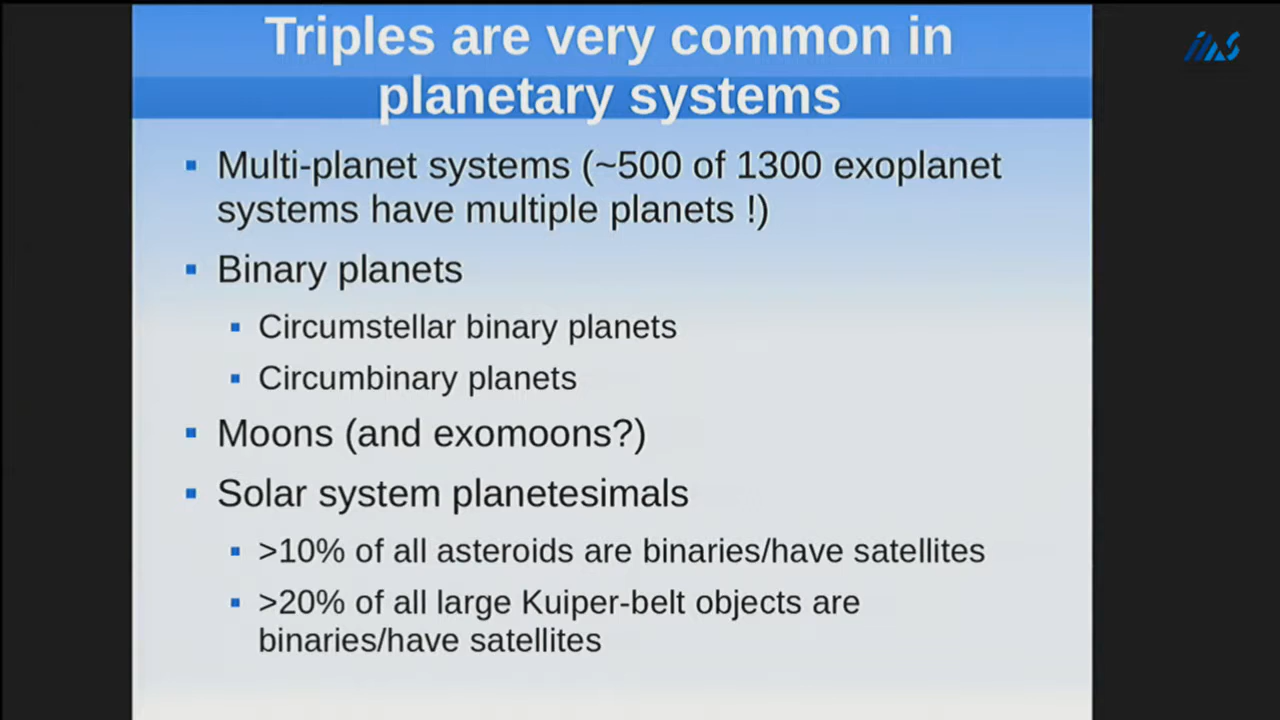 Triples are very common in
planetary systems
▪ Multi-planet systems (~500 of 1300 exoplanet
systems have multiple planets !)
▪ Binary planets
▪ Circumstellar binary planets
▪ Circumbinary planets
▪ Moons (and exomoons?)
▪ Solar system planetesimals
▪ >10% of all asteroids are binaries/have satellites
▪ >20% of all large Kuiper-belt objects are
binaries/have satellites